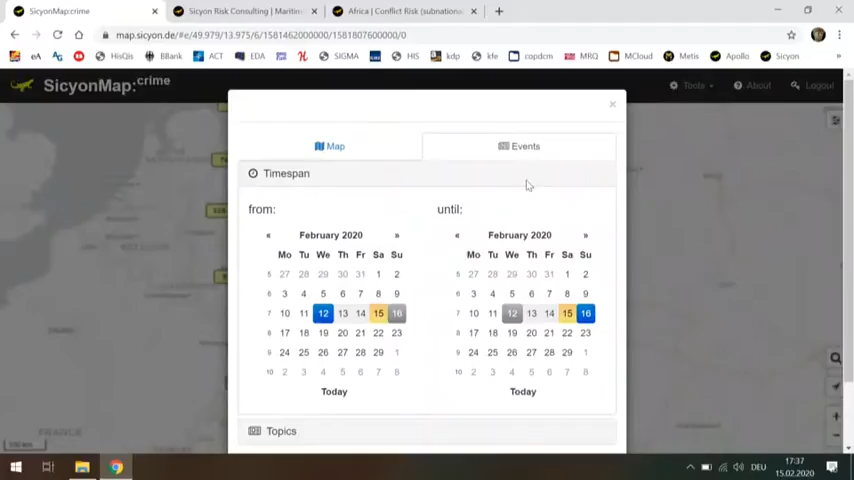 SicyonMap:crime
Sicyon Risk Consulting | Maritim
Africa | Conflict Risk (subnationa
map.sicyon.de/#e/49.979/13.975/6/1581462000000/1581807600000/0
HisQis
BBank
ACT
EDA
HIS
SIGMA
kdp
kfe
copdcm
MRQ
MCloud
Metis
Apollo
Sicyon
SicyonMap:crime
Tools
About
Logout
Map
Events
Timespan
from:
until:
« February 2020 »
« February 2020 »
Mo Tu We Th Fr Sa Su
Mo Tu We Th Fr Sa Su
5 27 28 29 30 31 1 2
5 27 28 29 30 31 1 2
6 3 4 5 6 7 8 9
6 3 4 5 6 7 8 9
7 10 11 12 13 14 15 16
7 10 11 12 13 14 15 16
8 17 18 19 20 21 22 23
8 17 18 19 20 21 22 23
9 24 25 26 27 28 29 1
9 24 25 26 27 28 29 1
10 2 3 4 5 6 7 8
10 2 3 4 5 6 7 8
Today
Today
Topics
FRANCE
DEU
17:37
15.02.2020